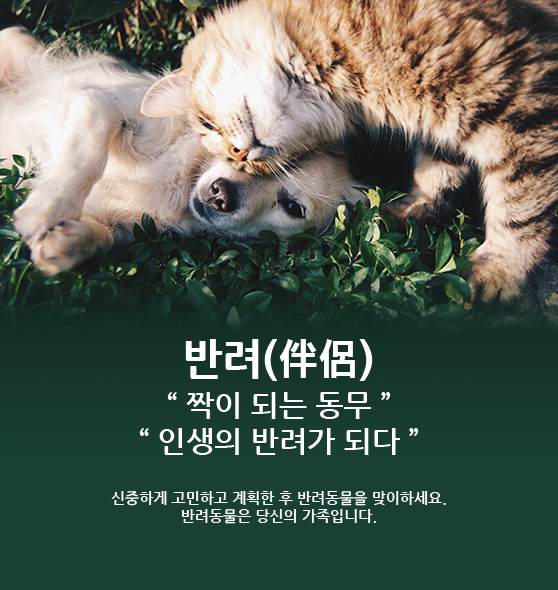 반려(伴侶)
“ 짝이 되는 동무 ”
“ 인생의 반려가 되다 ”
신중하게 고민하고 계획한 후 반려동물을 맞이하세요.
반려동물은 당신의 가족입니다.